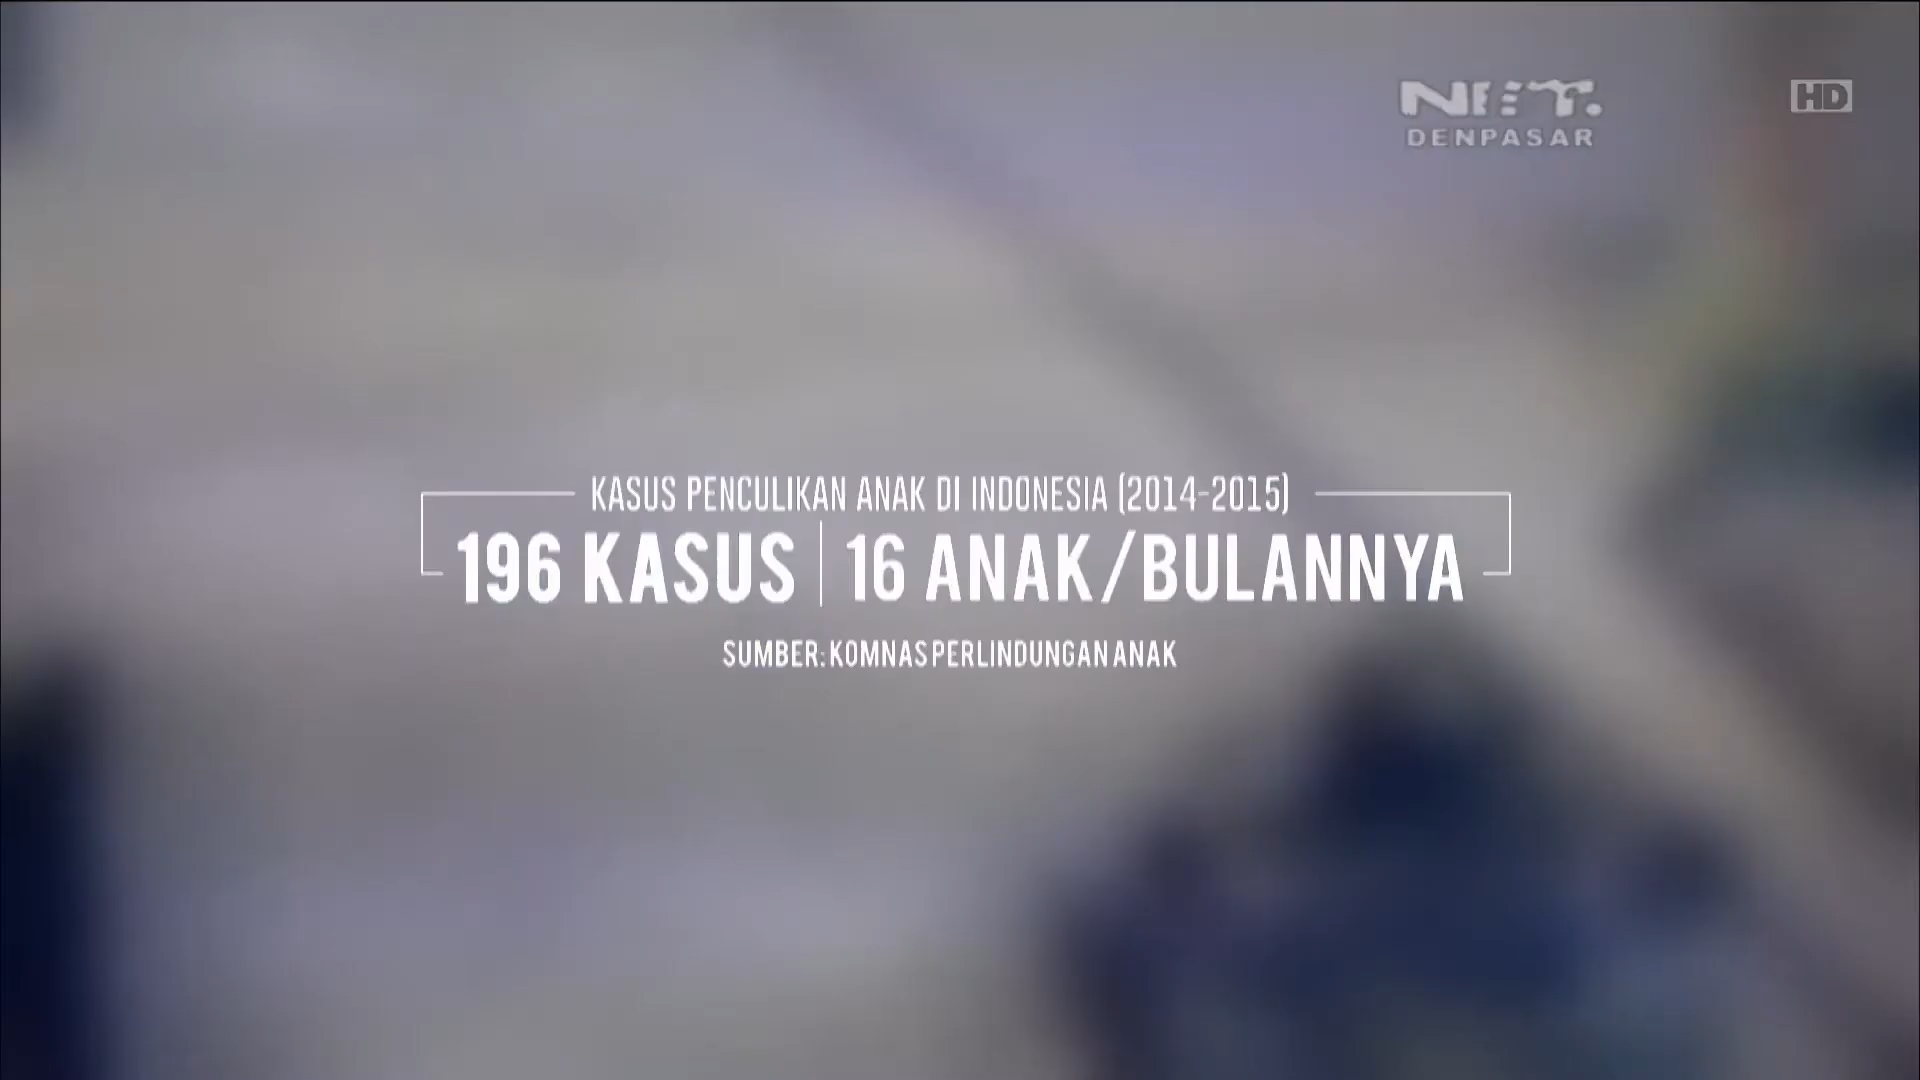 NET.
DENPASAR
HD
KASUS PENCULIKAN ANAK DI INDONESIA (2014-2015)
196 KASUS | 16 ANAK/BULANNYA
SUMBER: KOMNAS PERLINDUNGAN ANAK